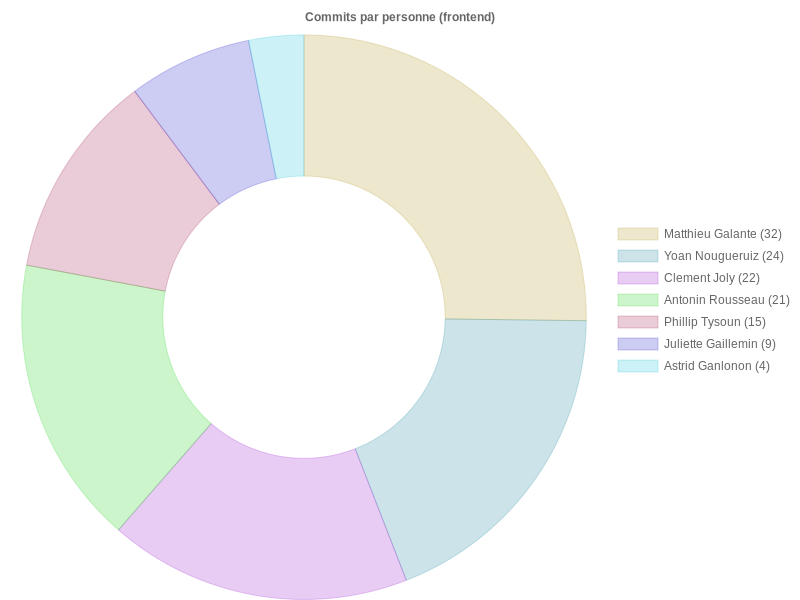 Commits par personne (frontend)
Matthieu Galante (32)
Yoan Nougueruiz (24)
Clement Joly (22)
Antonin Rousseau (21)
Phillip Tysoun (15)
Juliette Gaillemin (9)
Astrid Ganlonon (4)